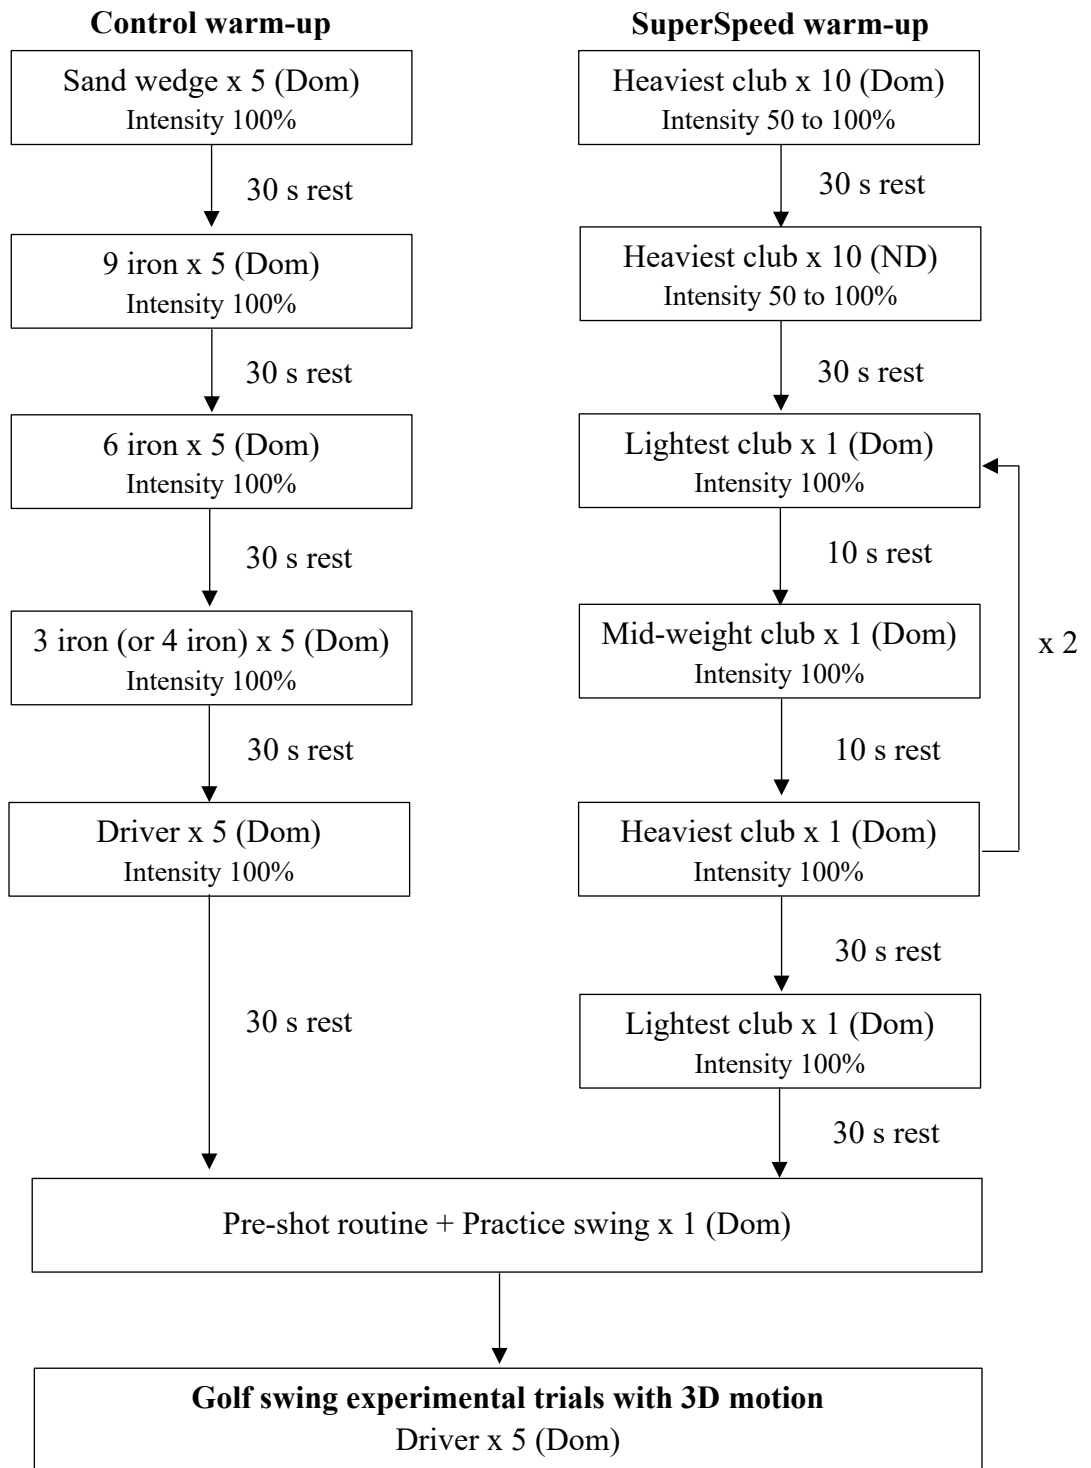 Control warm-up
Sand wedge x 5 (Dom)
Intensity 100%
30 s rest
9 iron x 5 (Dom)
Intensity 100%
30 s rest
6 iron x 5 (Dom)
Intensity 100%
30 s rest
3 iron (or 4 iron) x 5 (Dom)
Intensity 100%
30 s rest
Driver x 5 (Dom)
Intensity 100%
30 s rest
SuperSpeed warm-up
Heaviest club x 10 (Dom)
Intensity 50 to 100%
30 s rest
Heaviest club x 10 (ND)
Intensity 50 to 100%
30 s rest
Lightest club x 1 (Dom)
Intensity 100%
10 s rest
Mid-weight club x 1 (Dom)
Intensity 100%
x 2
10 s rest
Heaviest club x 1 (Dom)
Intensity 100%
30 s rest
Lightest club x 1 (Dom)
Intensity 100%
30 s rest
Pre-shot routine + Practice swing x 1 (Dom)
Golf swing experimental trials with 3D motion
Driver x 5 (Dom)